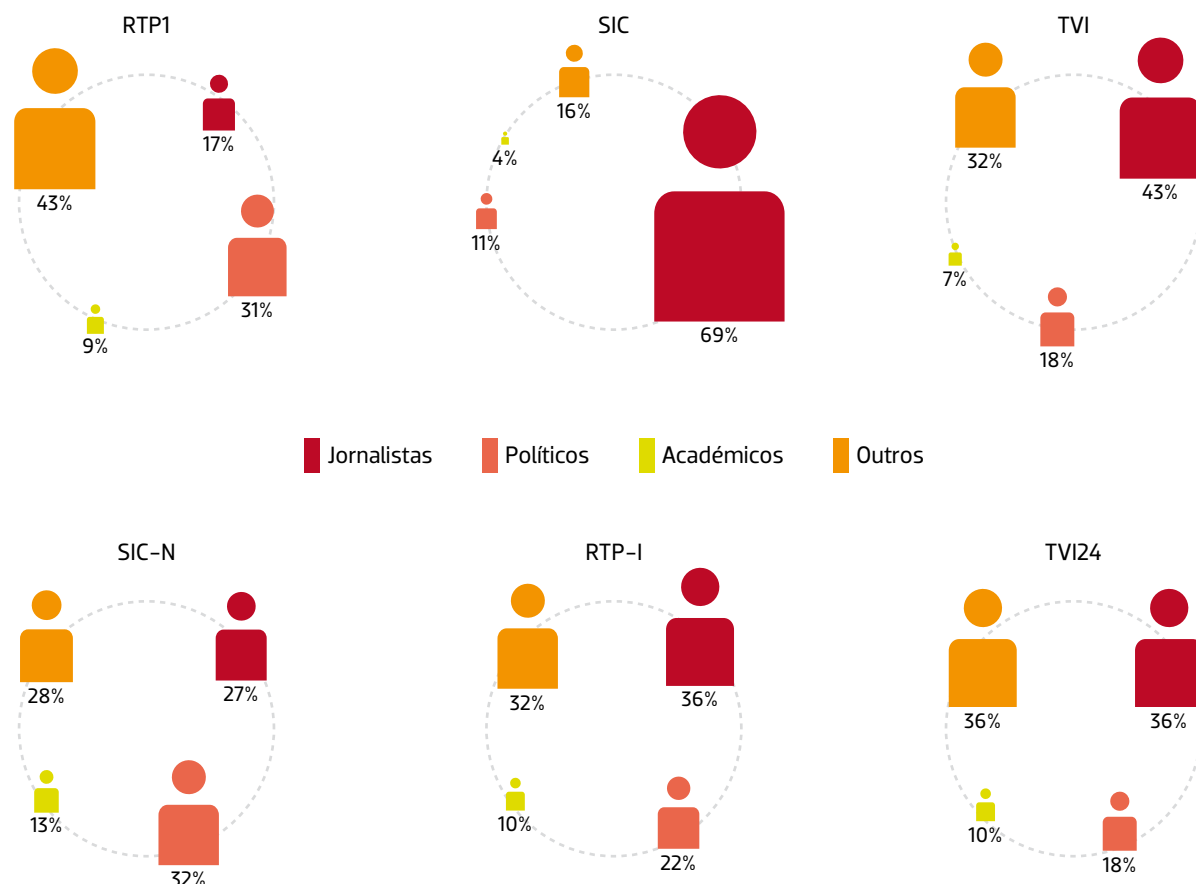 RTP1
SIC
TVI
43%
17%
31%
9%
16%
4%
11%
69%
32%
43%
7%
18%
Jornalistas
Políticos
Académicos
Outros
SIC-N
RTP-I
TVI24
28%
27%
13%
32%
32%
36%
10%
22%
36%
36%
10%
18%